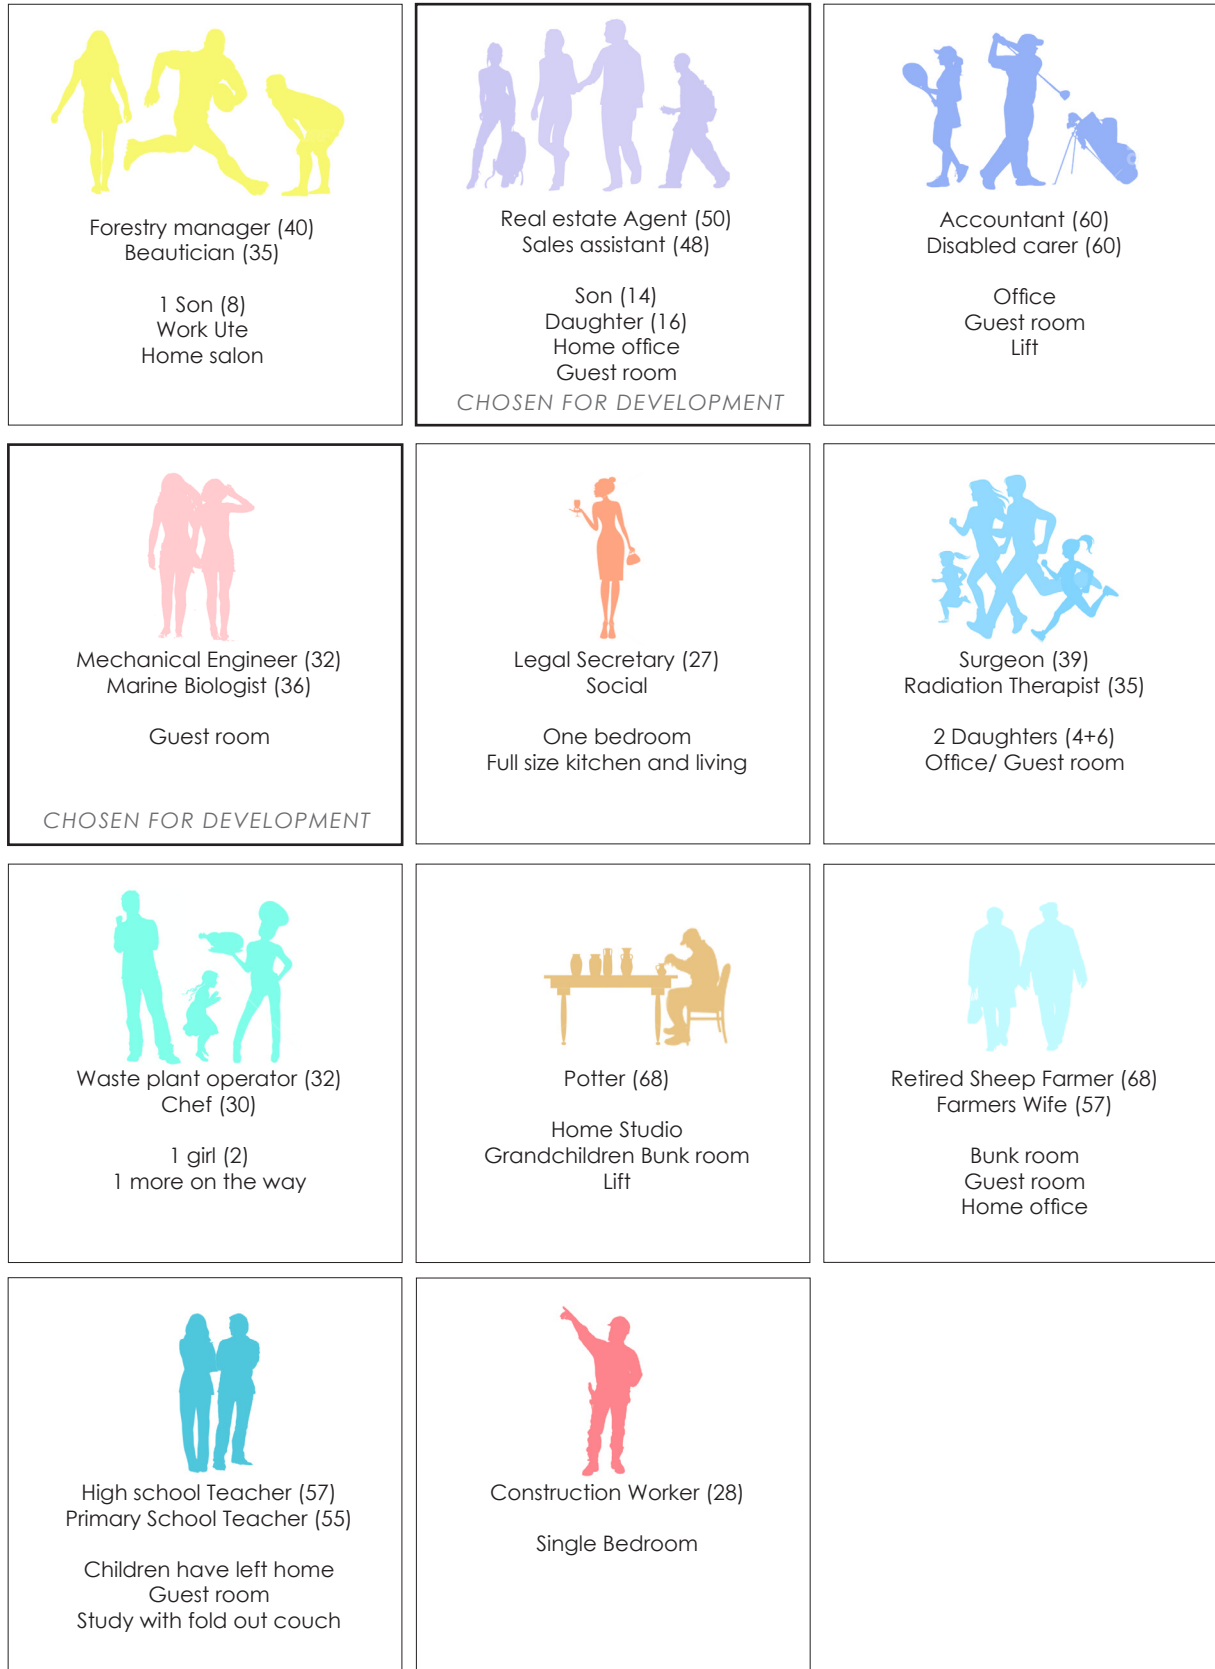 Forestry manager (40)
Beautician (35)
1 Son (8)
Work Ute
Home salon
Real estate Agent (50)
Sales assistant (48)
Son (14)
Daughter (16)
Home office
Guest room
CHOSEN FOR DEVELOPMENT
Accountant (60)
Disabled carer (60)
Office
Guest room
Lift
Mechanical Engineer (32)
Marine Biologist (36)
Guest room
CHOSEN FOR DEVELOPMENT
Legal Secretary (27)
Social
One bedroom
Full size kitchen and living
Surgeon (39)
Radiation Therapist (35)
2 Daughters (4+6)
Office/ Guest room
Waste plant operator (32)
Chef (30)
1 girl (2)
1 more on the way
Potter (68)
Home Studio
Grandchildren Bunk room
Lift
Retired Sheep Farmer (68)
Farmers Wife (57)
Bunk room
Guest room
Home office
High school Teacher (57)
Primary School Teacher (55)
Children have left home
Guest room
Study with fold out couch
Construction Worker (28)
Single Bedroom